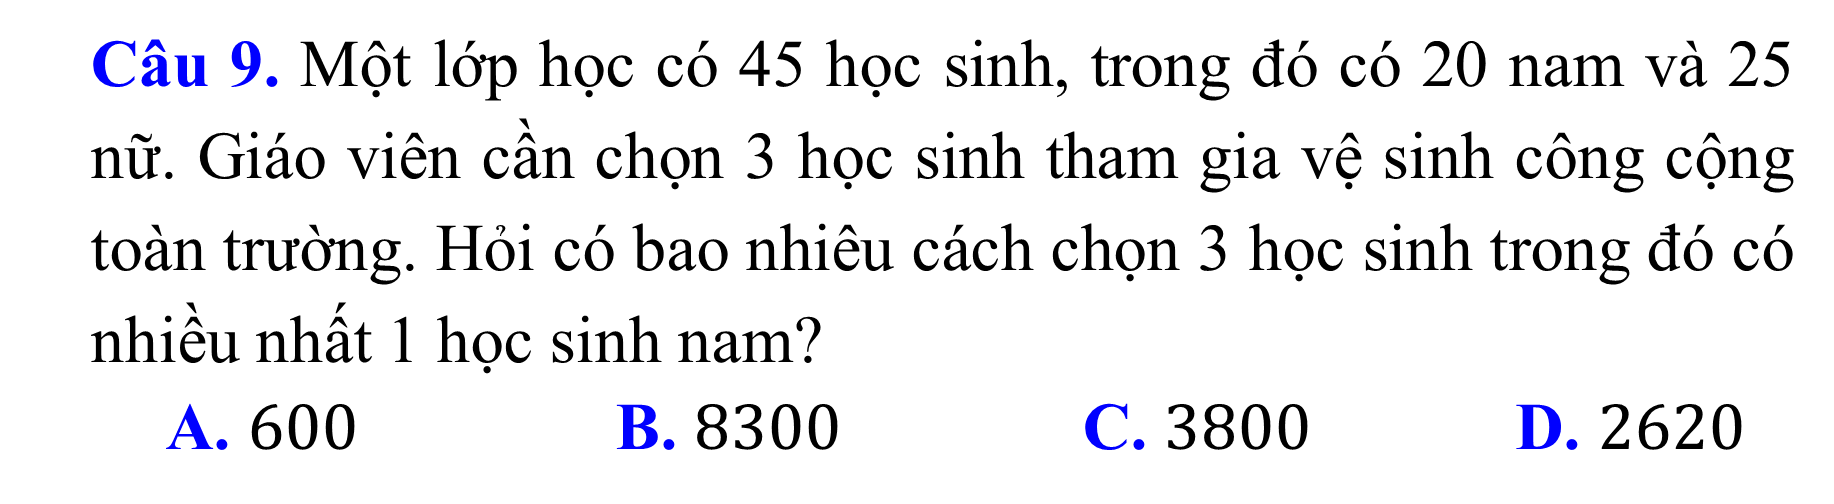 Câu 9. Một lớp học có 45 học sinh, trong đó có 20 nam và 25
nữ. Giáo viên cần chọn 3 học sinh tham gia vệ sinh công cộng
toàn trường. Hỏi có bao nhiêu cách chọn 3 học sinh trong đó có
nhiều nhất 1 học sinh nam?
A. 600 B. 8300 C. 3800 D. 2620